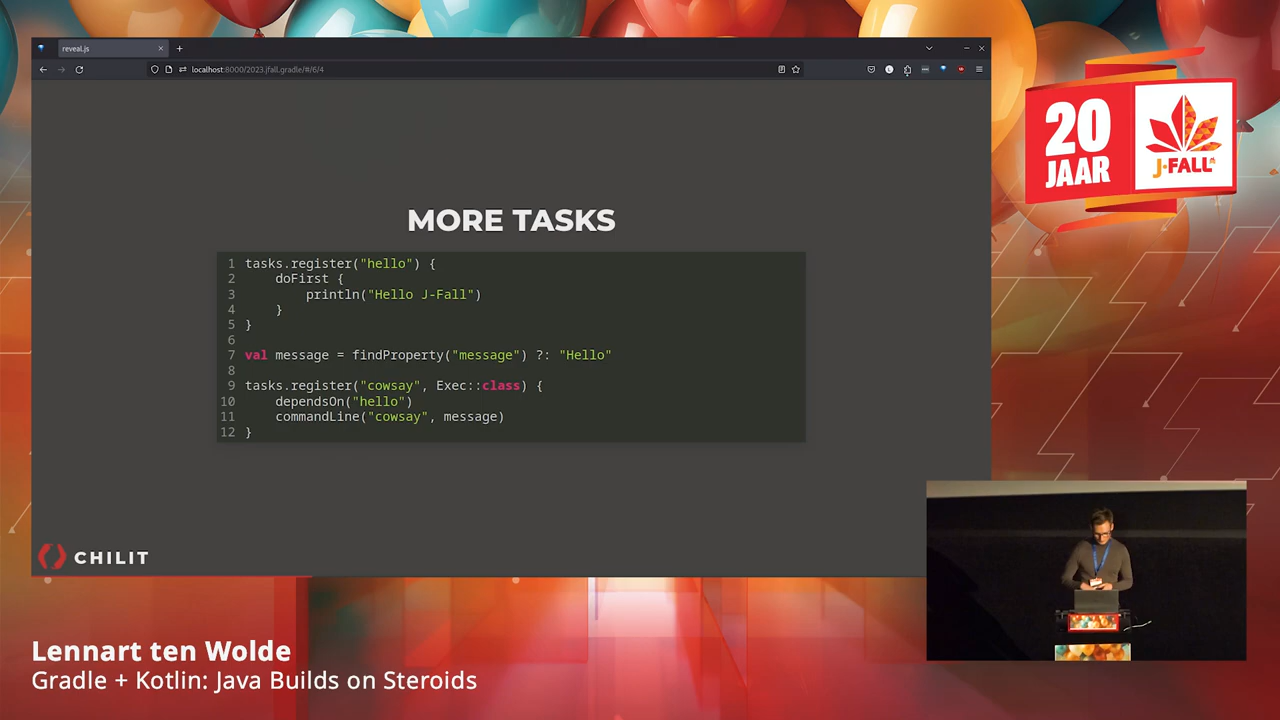 reveal.js
localhost:8000/2023.jfall.gradle/#/6/4
20
JAAR
J-FALL
MORE TASKS
1 tasks.register("hello") {
2     doFirst {
3         println("Hello J-Fall")
4     }
5 }
6
7 val message = findProperty("message") ?: "Hello"
8
9 tasks.register("cowsay", Exec::class) {
10     dependsOn("hello")
11     commandLine("cowsay", message)
12 }
CHILIT
Lennart ten Wolde
Gradle + Kotlin: Java Builds on Steroids